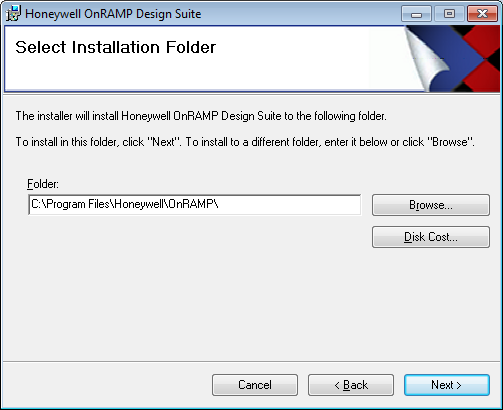 Honeywell OnRAMP Design Suite
Select Installation Folder
The installer will install Honeywell OnRAMP Design Suite to the following folder.
To install in this folder, click "Next". To install to a different folder, enter it below or click "Browse".
Folder:
C:\Program Files\Honeywell\OnRAMP\
Browse...
Disk Cost...
Cancel
< Back
Next >